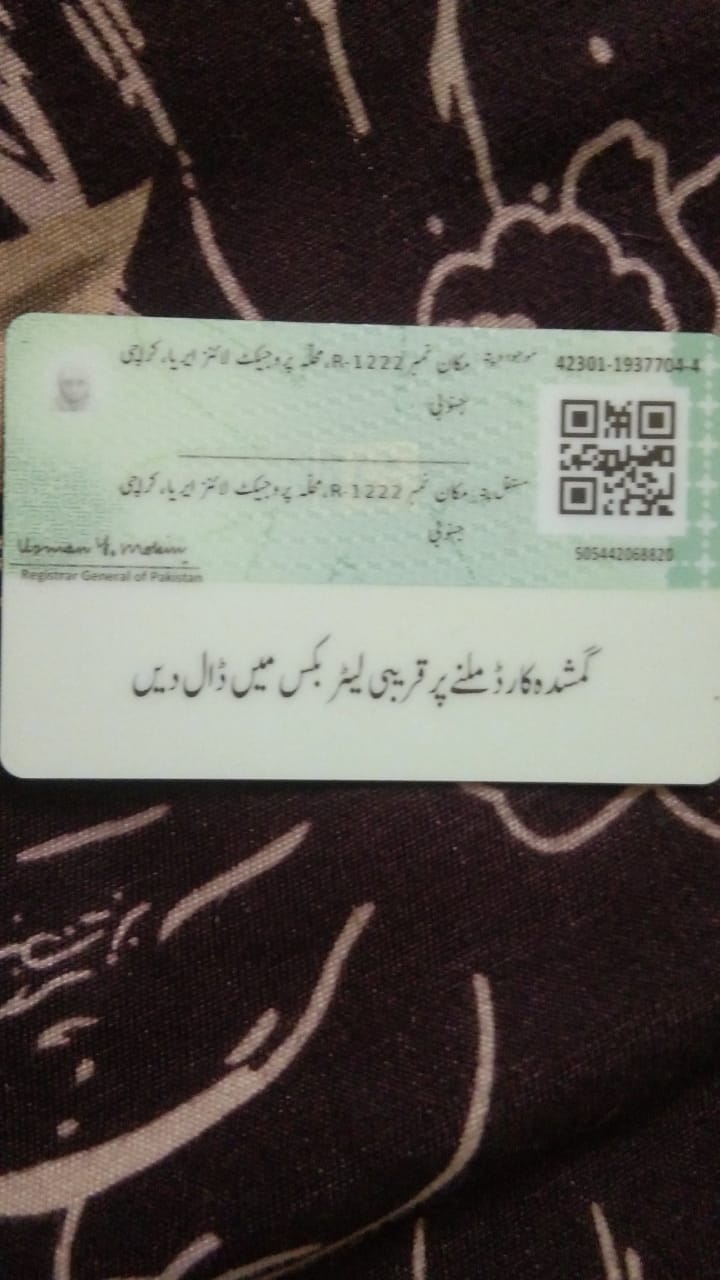 42301-1937704-4
موجودہ پتہ مکان نمبر R-1222، محلّہ پروجیکٹ لائنز ایریا، کراچی
جنوبی
مستقل پتہ مکان نمبر R-1222، محلّہ پروجیکٹ لائنز ایریا، کراچی
جنوبی
505442068820
Usman Y. Mobin
Registrar General of Pakistan
گمشدہ کارڈ ملنے پر قریبی لیٹر بکس میں ڈال دیں